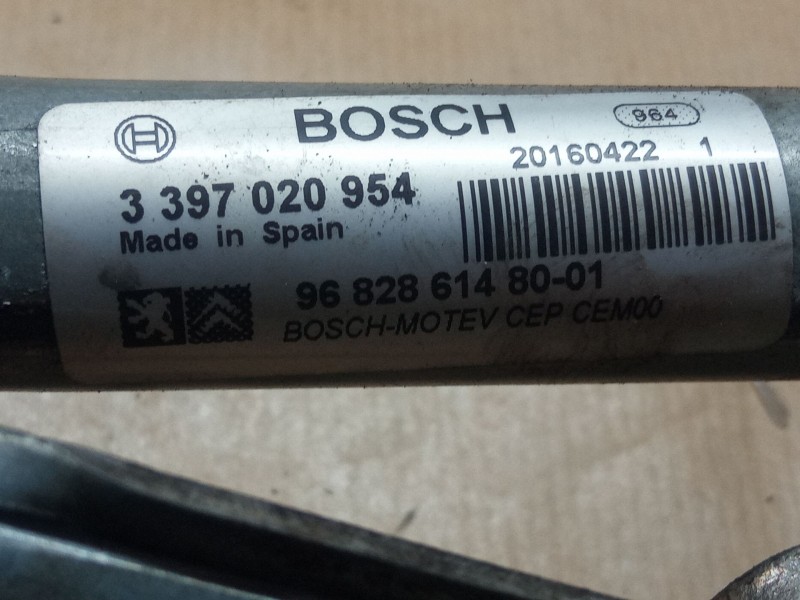 BOSCH
964
20160422 1
3 397 020 954
Made in Spain
96 828 614 80-01
BOSCH-MOTEV CEP CEM00